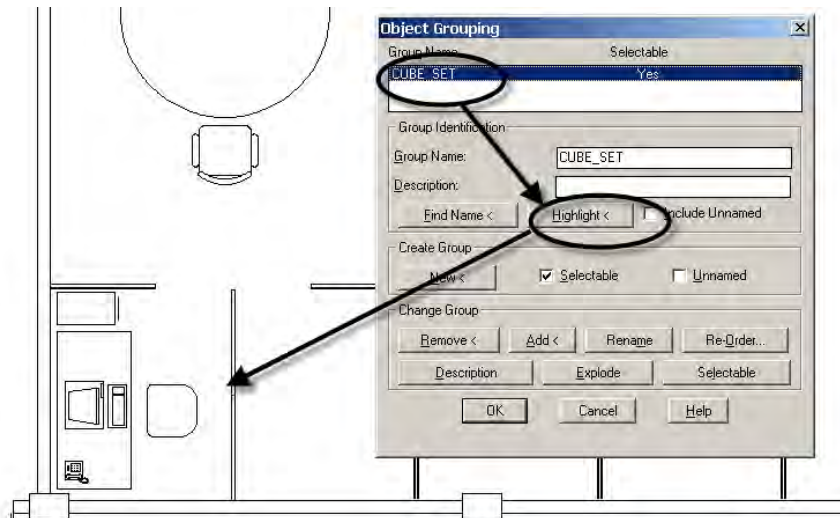 Object Grouping
Group Name Selectable
CUBE_SET Yes
Group Identification
Group Name: CUBE_SET
Description:
Find Name < Highlight < Include Unnamed
Create Group
New < Selectable Unnamed
Change Group
Remove < Add < Rename Re-Order...
Description Explode Selectable
OK Cancel Help